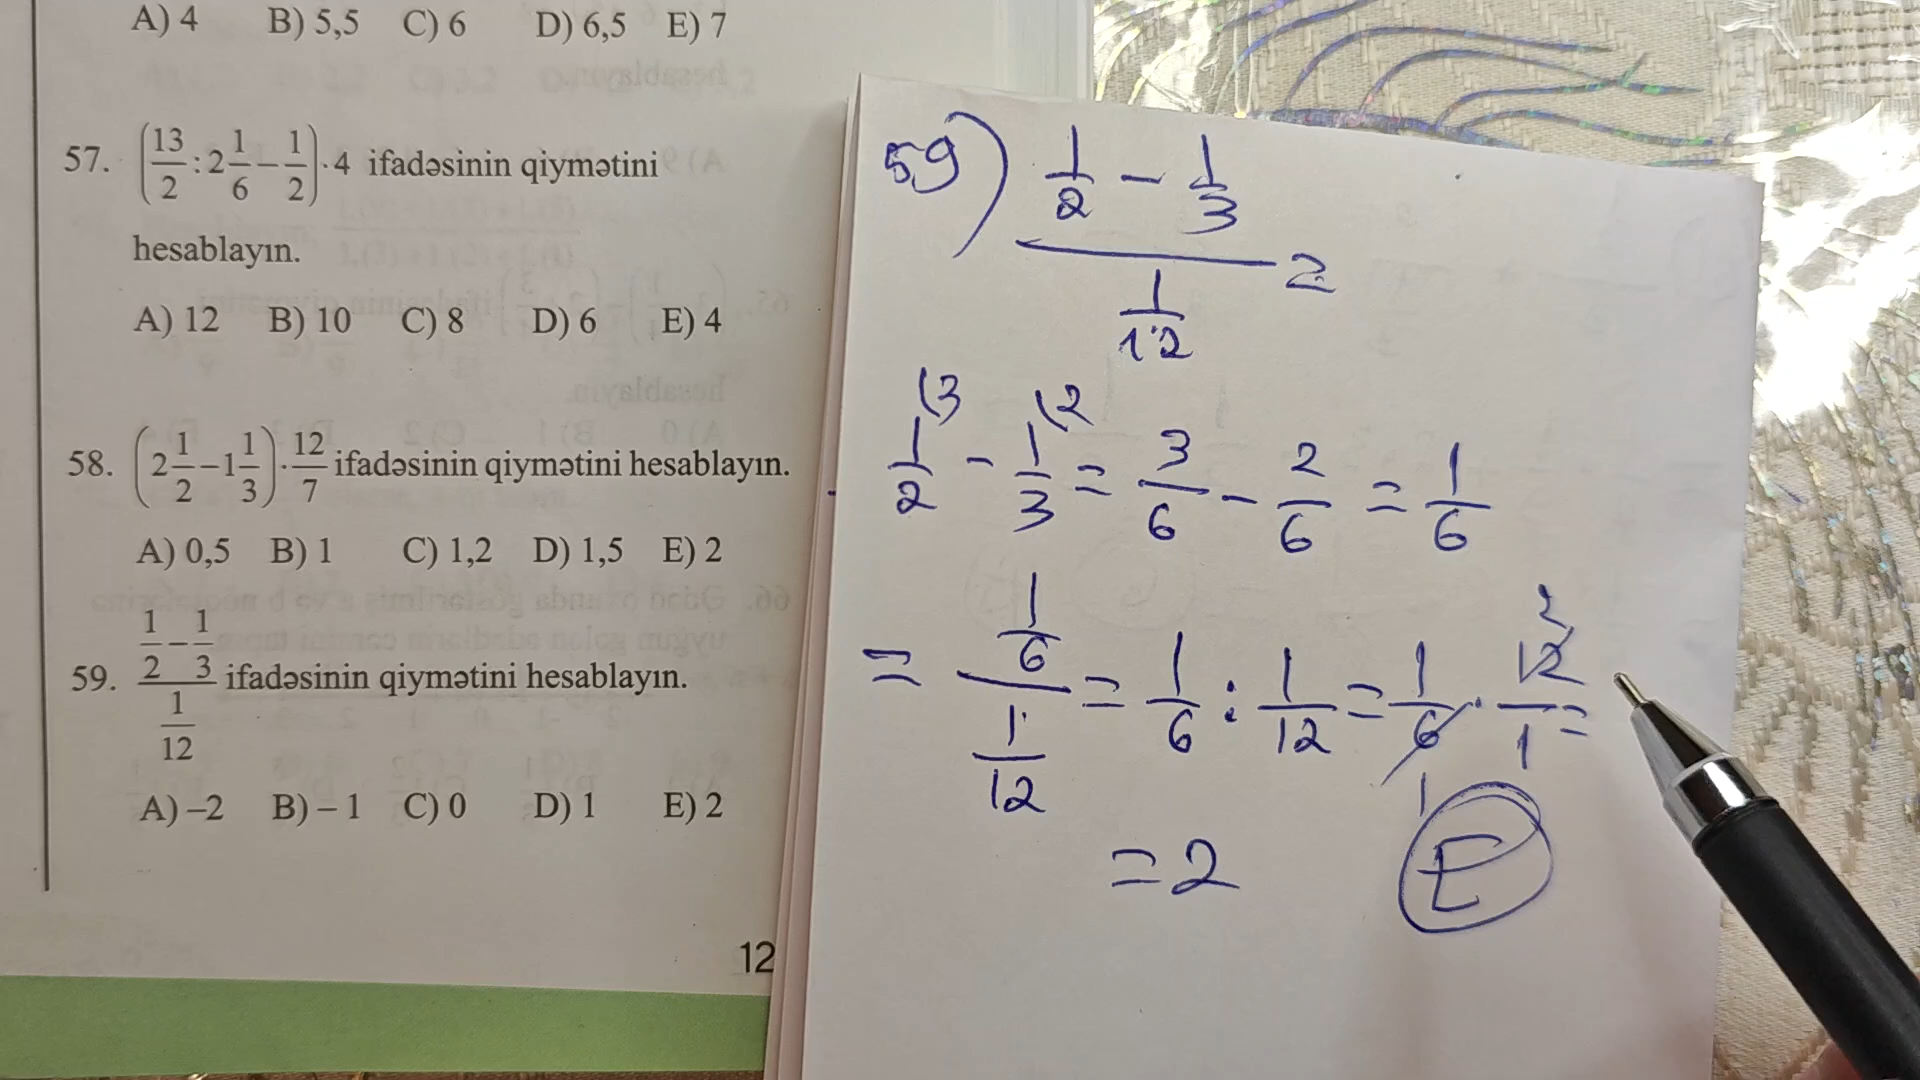 A) 4 B) 5,5 C) 6 D) 6,5 E) 7
57. (13/2 : 2 1/6 − 1/2) · 4 ifadəsinin qiymətini
hesablayın.
A) 12 B) 10 C) 8 D) 6 E) 4
58. (2 1/2 − 1 1/3) · 12/7 ifadəsinin qiymətini hesablayın.
A) 0,5 B) 1 C) 1,2 D) 1,5 E) 2
59. (1/2 − 1/3)/(1/12) ifadəsinin qiymətini hesablayın.
A) –2 B) – 1 C) 0 D) 1 E) 2
12
59) (1/2 − 1/3)/(1/12) =
1/2 (3 − 1/3 (2 = 3/6 − 2/6 = 1/6
= (1/6)/(1/12) = 1/6 : 1/12 = 1/6 · 12/1 =
2
1
= 2 E